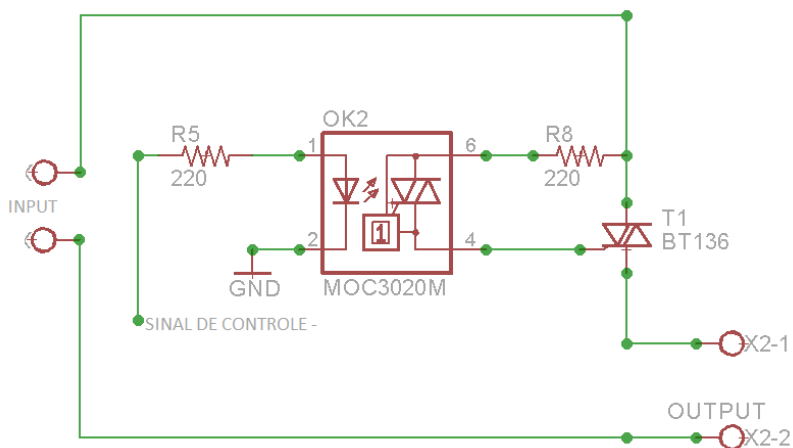 OK2
R5
1
6
R8
220
220
INPUT
T1
BT136
1
2
4
GND
MOC3020M
SINAL DE CONTROLE -
X2-1
OUTPUT
X2-2